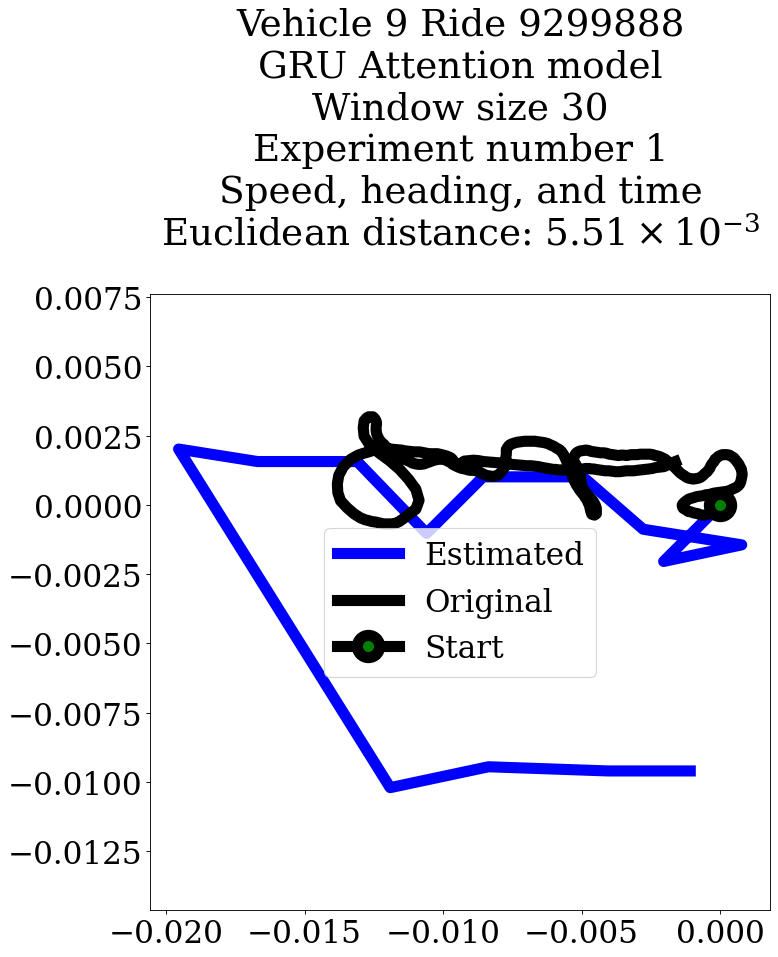 Vehicle 9 Ride 9299888
GRU Attention model
Window size 30
Experiment number 1
Speed, heading, and time
Euclidean distance: 5.51 × 10⁻³
0.0075
0.0050
0.0025
0.0000
−0.0025
−0.0050
−0.0075
−0.0100
−0.0125
Estimated
Original
Start
−0.020 −0.015 −0.010 −0.005 0.000